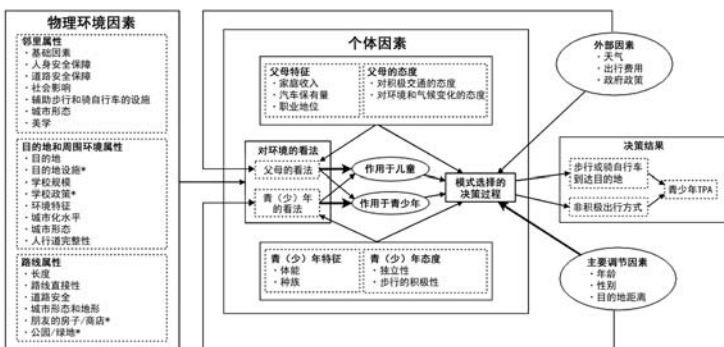 物理环境因素
邻里属性
· 基础因素
· 人身安全保障
· 道路安全保障
· 社会影响
· 辅助步行和骑自行车的设施
· 城市形态
· 美学
目的地和周围环境属性
· 目的地
· 目的地设施*
· 学校规模
· 学校政策*
· 环境特征
· 城市化水平
· 城市形态
· 人行道完整性
路线属性
· 长度
· 路线直接性
· 道路安全
· 城市形态和地形
· 朋友的房子/商店*
· 公园/绿地*
个体因素
父母特征
· 家庭收入
· 汽车保有量
· 职业地位
父母的态度
· 对积极交通的态度
· 对环境和气候变化的态度
对环境的看法
父母的看法
青（少）年
的看法
作用于儿童
作用于青少年
模式选择的
决策过程
青（少）年特征
· 体能
· 种族
青（少）年态度
· 独立性
· 步行的积极性
外部因素
· 天气
· 出行费用
· 政府政策
决策结果
步行或骑自行车
到达目的地
非积极出行方式
青少年TPA
主要调节因素
· 年龄
· 性别
· 目的地距离